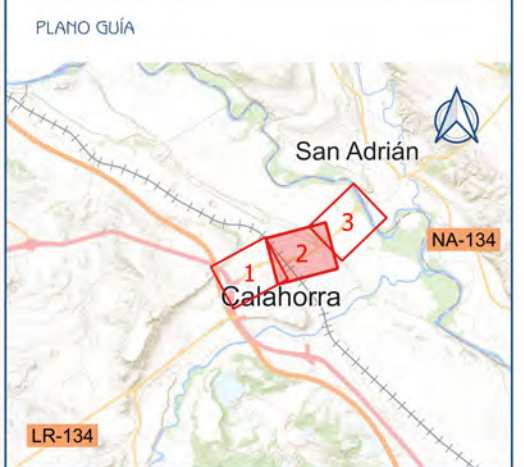 PLANO GUÍA
San Adrián
3
NA-134
2
1
Calahorra
LR-134